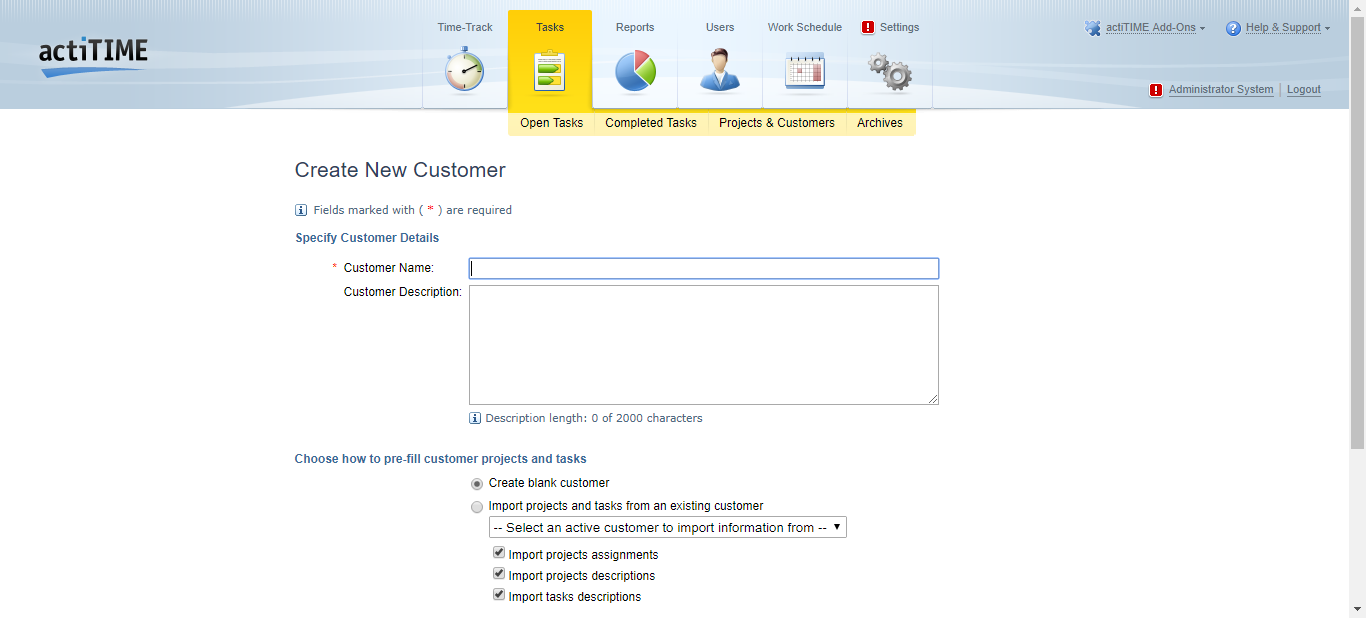 actiTIME
Time-Track Tasks Reports Users Work Schedule ! Settings
actiTIME Add-Ons ? Help & Support
! Administrator System Logout
Open Tasks Completed Tasks Projects & Customers Archives
Create New Customer
i Fields marked with ( * ) are required
Specify Customer Details
* Customer Name:
Customer Description:
i Description length: 0 of 2000 characters
Choose how to pre-fill customer projects and tasks
Create blank customer
Import projects and tasks from an existing customer
-- Select an active customer to import information from --
Import projects assignments
Import projects descriptions
Import tasks descriptions